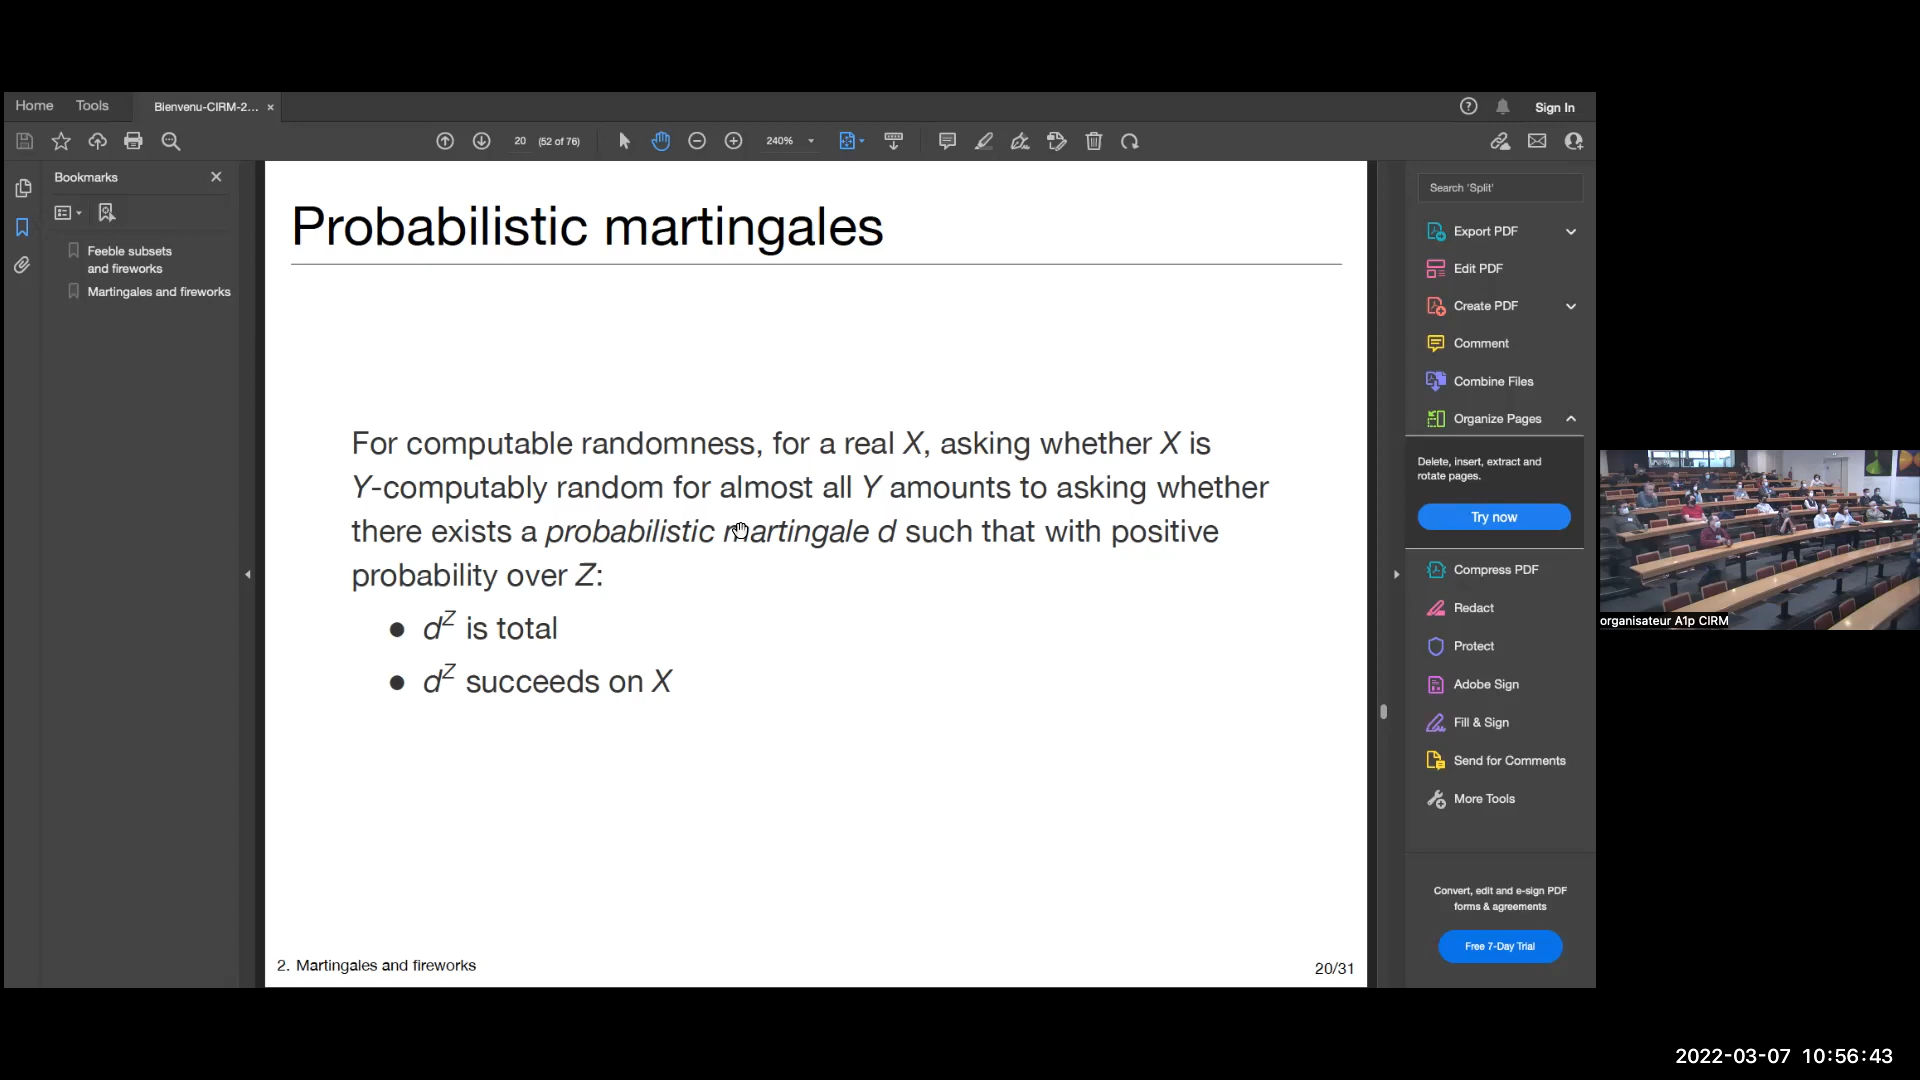 Home
Tools
Bienvenu-CIRM-2... ×
Sign In
20
(52 of 76)
240%
Bookmarks
Feeble subsets
and fireworks
Martingales and fireworks
Probabilistic martingales
For computable randomness, for a real X, asking whether X is
Y-computably random for almost all Y amounts to asking whether
there exists a probabilistic martingale d such that with positive
probability over Z:
● d^Z is total
● d^Z succeeds on X
2. Martingales and fireworks
20/31
Search 'Split'
Export PDF
Edit PDF
Create PDF
Comment
Combine Files
Organize Pages
Delete, insert, extract and
rotate pages.
Try now
Compress PDF
Redact
Protect
Adobe Sign
Fill & Sign
Send for Comments
More Tools
Convert, edit and e-sign PDF
forms & agreements
Free 7-Day Trial
organisateur A1p CIRM
2022-03-07 10:56:43